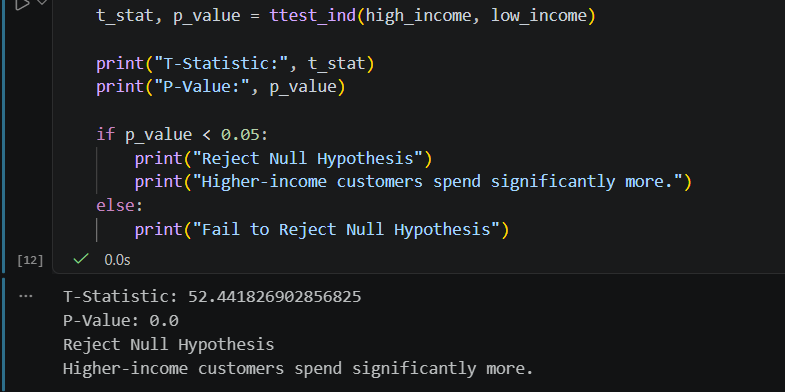 t_stat, p_value = ttest_ind(high_income, low_income)
print("T-Statistic:", t_stat)
print("P-Value:", p_value)
if p_value < 0.05:
    print("Reject Null Hypothesis")
    print("Higher-income customers spend significantly more.")
else:
    print("Fail to Reject Null Hypothesis")
[12]
0.0s
T-Statistic: 52.441826902856825
P-Value: 0.0
Reject Null Hypothesis
Higher-income customers spend significantly more.